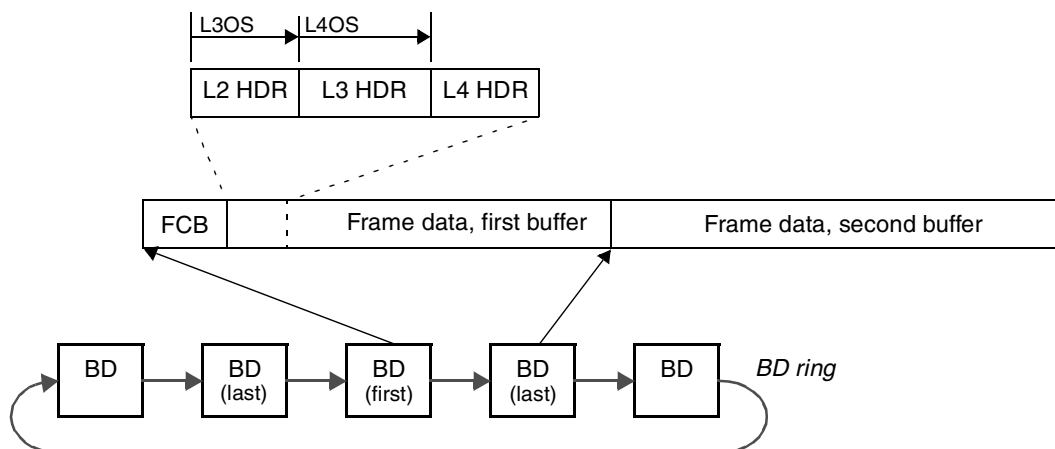 L3OS L4OS
L2 HDR L3 HDR L4 HDR
FCB Frame data, first buffer Frame data, second buffer
BD BD BD BD BD BD ring
(last) (first) (last)